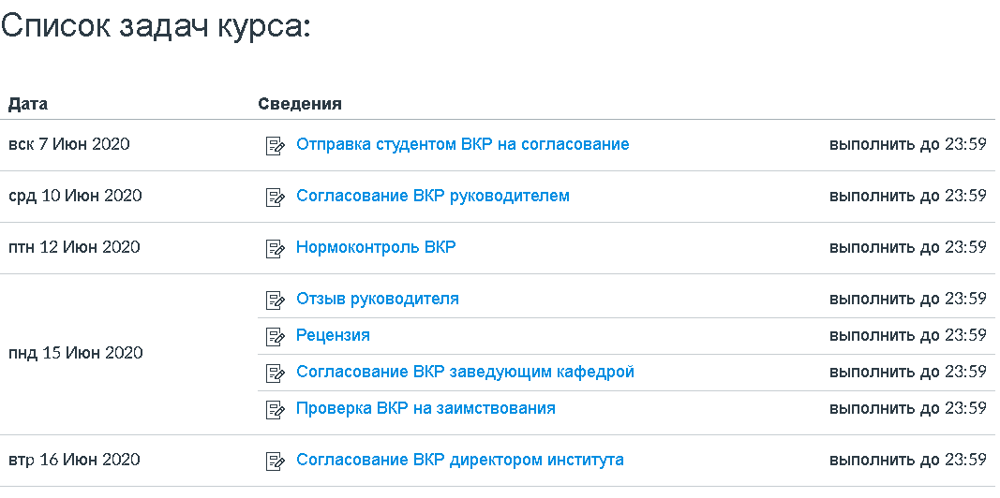 Список задач курса:
Дата Сведения
вск 7 Июн 2020 Отправка студентом ВКР на согласование выполнить до 23:59
срд 10 Июн 2020 Согласование ВКР руководителем выполнить до 23:59
птн 12 Июн 2020 Нормоконтроль ВКР выполнить до 23:59
пнд 15 Июн 2020
Отзыв руководителя выполнить до 23:59
Рецензия выполнить до 23:59
Согласование ВКР заведующим кафедрой выполнить до 23:59
Проверка ВКР на заимствования выполнить до 23:59
втр 16 Июн 2020 Согласование ВКР директором института выполнить до 23:59